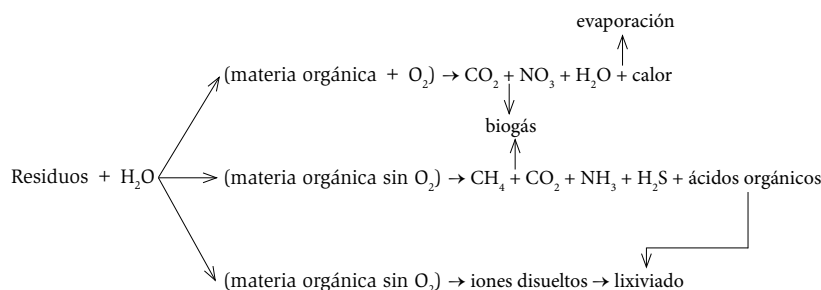 evaporación
(materia orgánica + O₂) → CO₂ + NO₃ + H₂O + calor
biogás
Residuos + H₂O
(materia orgánica sin O₂) → CH₄ + CO₂ + NH₃ + H₂S + ácidos orgánicos
(materia orgánica sin O₂) → iones disueltos → lixiviado